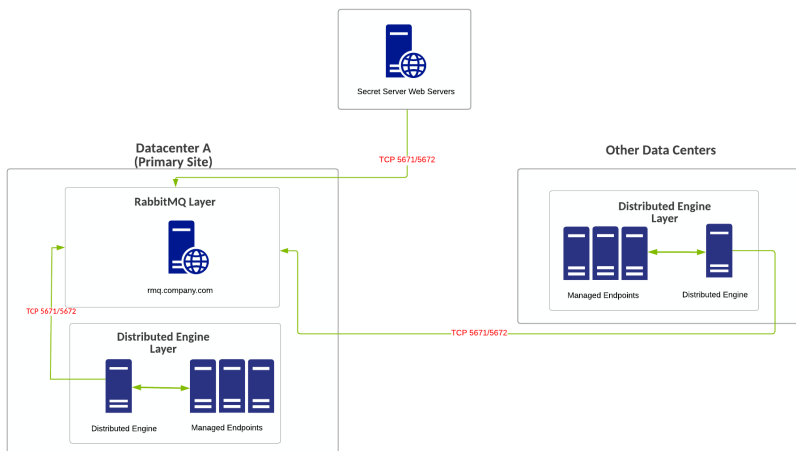 Secret Server Web Servers
TCP 5671/5672
Datacenter A
(Primary Site)
RabbitMQ Layer
rmq.company.com
TCP 5671/5672
Distributed Engine
Layer
Distributed Engine
Managed Endpoints
Other Data Centers
Distributed Engine
Layer
Managed Endpoints
Distributed Engine
TCP 5671/5672